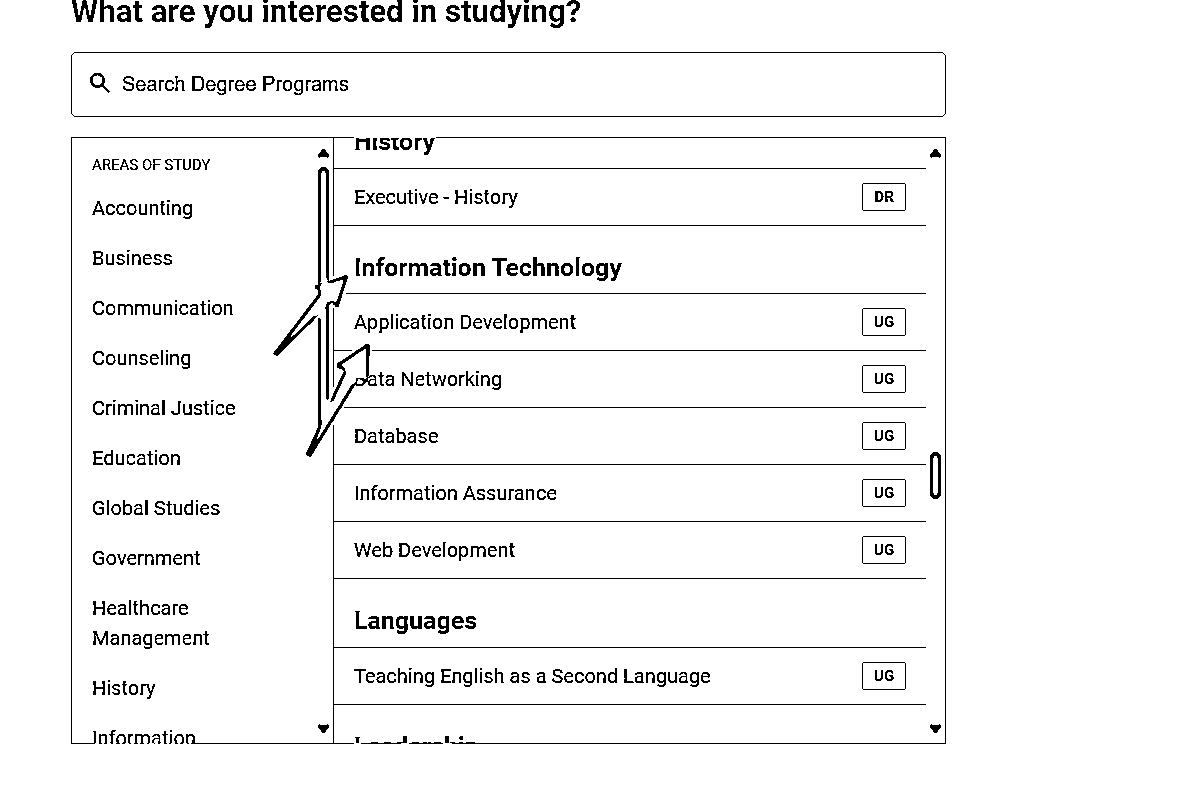 What are you interested in studying?
Search Degree Programs
AREAS OF STUDY
Accounting
Business
Communication
Counseling
Criminal Justice
Education
Global Studies
Government
Healthcare
Management
History
Information
History
Executive - History DR
Information Technology
Application Development UG
Data Networking UG
Database UG
Information Assurance UG
Web Development UG
Languages
Teaching English as a Second Language UG